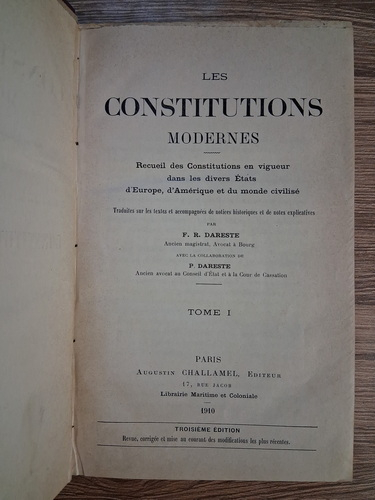 LES
CONSTITUTIONS
MODERNES
Recueil des Constitutions en vigueur
dans les divers États
d'Europe, d'Amérique et du monde civilisé
Traduites sur les textes et accompagnées de notices historiques et de notes explicatives
PAR
F. R. DARESTE
Ancien magistrat, Avocat à Bourg
AVEC LA COLLABORATION DE
P. DARESTE
Ancien avocat au Conseil d'État et à la Cour de Cassation
TOME I
PARIS
AUGUSTIN CHALLAMEL, EDITEUR
17, RUE JACOB
Librairie Maritime et Coloniale
1910
TROISIÈME ÉDITION
Revue, corrigée et mise au courant des modifications les plus récentes.